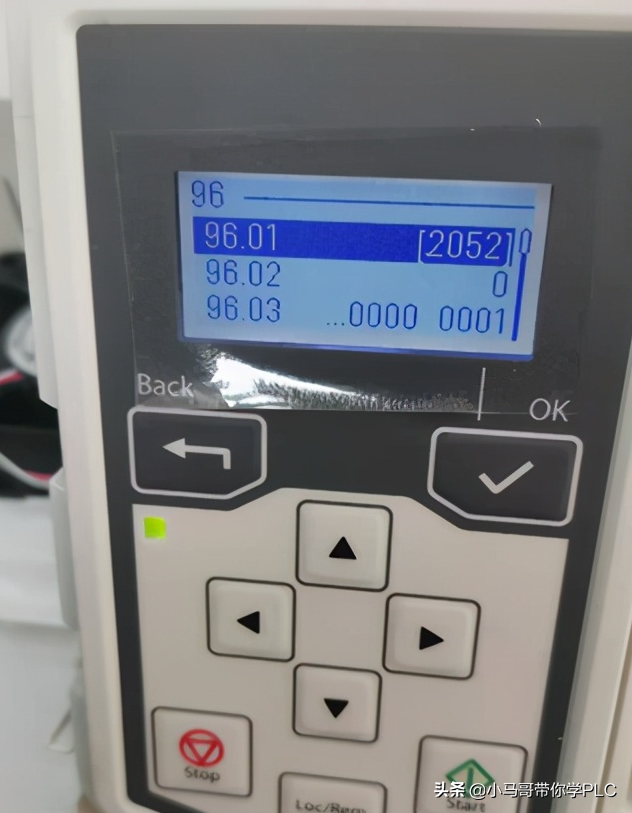 96
96.01 [2052]
96.02 0
96.03 ...0000 0001
Back
OK
Stop
Loc/Rem
Start
头条 @小马哥带你学PLC